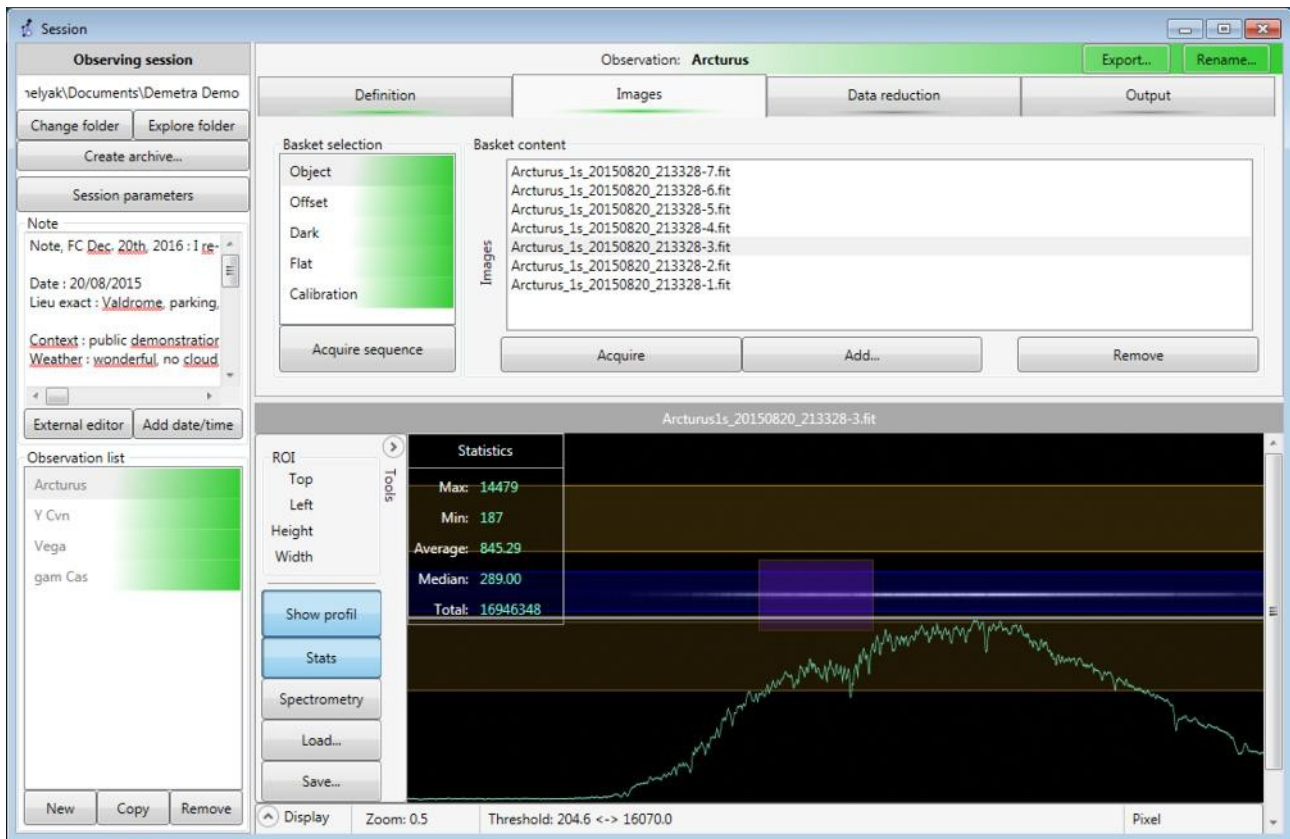 Session
Observing session
nelyak\Documents\Demetra Demo
Change folder
Explore folder
Create archive...
Session parameters
Note
Note, FC Dec. 20th, 2016 : I re-
Date : 20/08/2015
Lieu exact : Valdrome, parking,
Context : public demonstration
Weather : wonderful, no cloud,
External editor
Add date/time
Observation list
Arcturus
Y Cvn
Vega
gam Cas
New
Copy
Remove
Observation: Arcturus
Export...
Rename...
Definition
Images
Data reduction
Output
Basket selection
Object
Offset
Dark
Flat
Calibration
Acquire sequence
Basket content
Images
Arcturus_1s_20150820_213328-7.fit
Arcturus_1s_20150820_213328-6.fit
Arcturus_1s_20150820_213328-5.fit
Arcturus_1s_20150820_213328-4.fit
Arcturus_1s_20150820_213328-3.fit
Arcturus_1s_20150820_213328-2.fit
Arcturus_1s_20150820_213328-1.fit
Acquire
Add...
Remove
Arcturus1s_20150820_213328-3.fit
ROI
Top
Left
Height
Width
Tools
Show profil
Stats
Spectrometry
Load...
Save...
Statistics
Max: 14479
Min: 187
Average: 845.29
Median: 289.00
Total: 16946348
Display
Zoom: 0.5
Threshold: 204.6 <-> 16070.0
Pixel